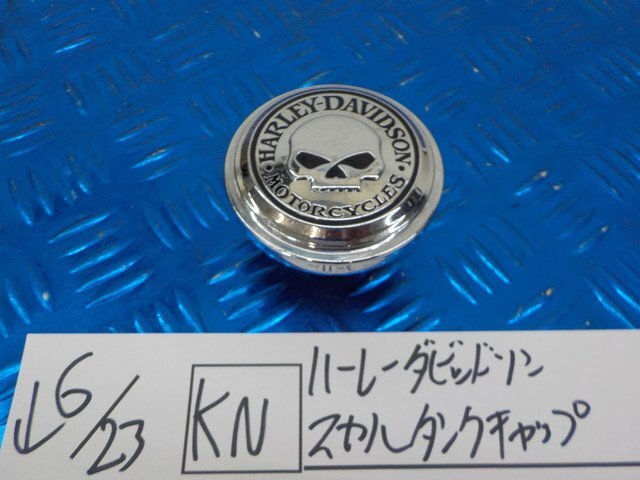 HARLEY-DAVIDSON
MOTORCYCLES
↓6/23
KN
ハーレーダビッドソン
スカルタンクキャップ